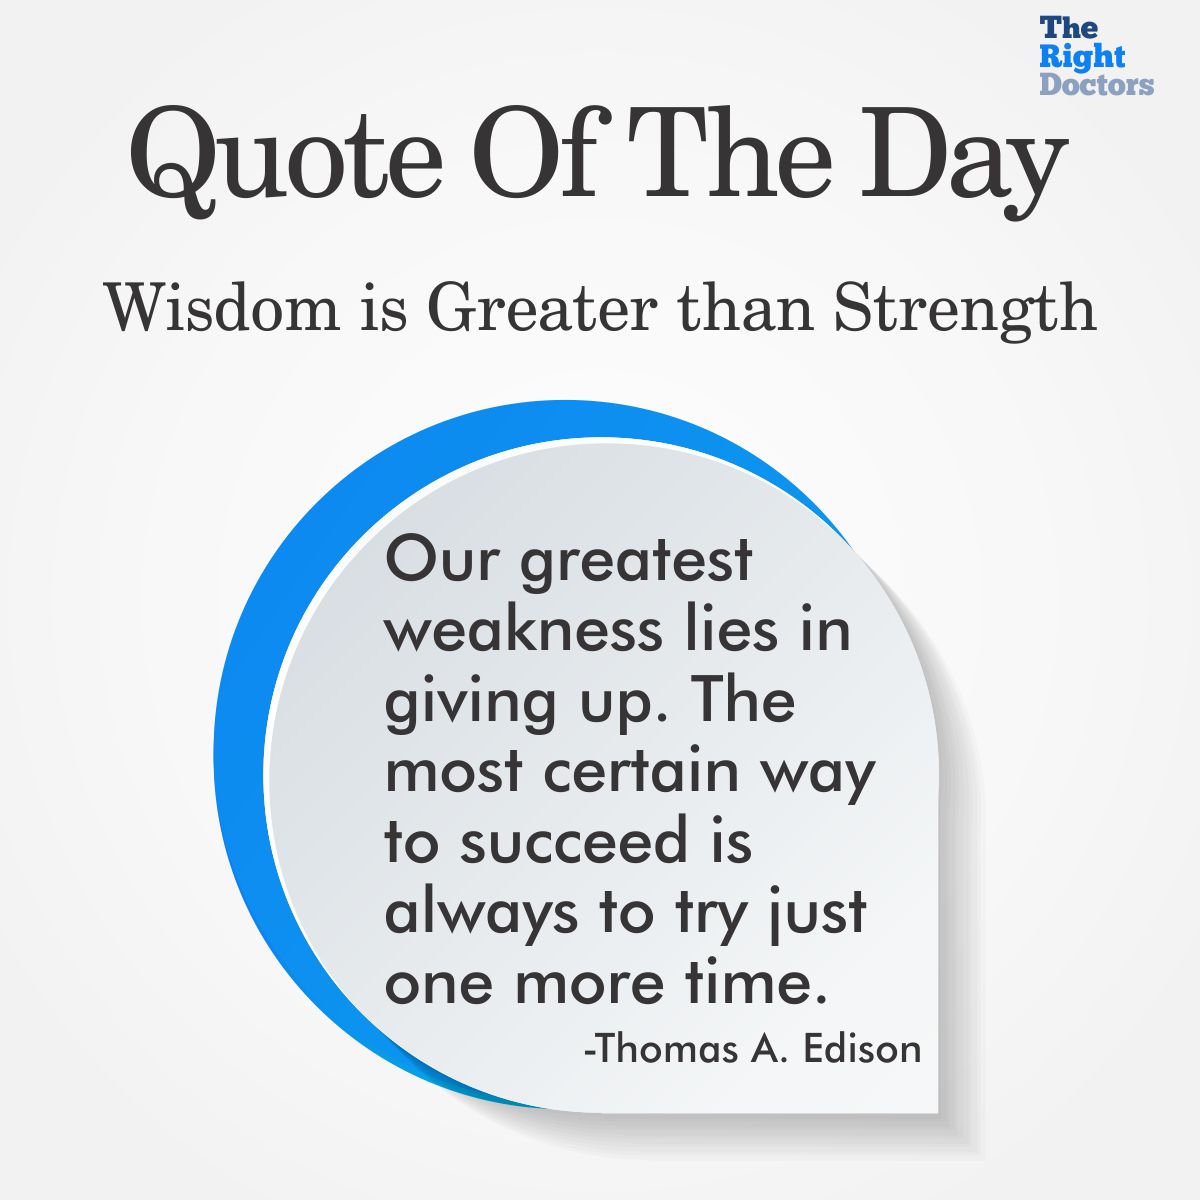 The
Right
Doctors
Quote Of The Day
Wisdom is Greater than Strength
Our greatest
weakness lies in
giving up. The
most certain way
to succeed is
always to try just
one more time.
-Thomas A. Edison